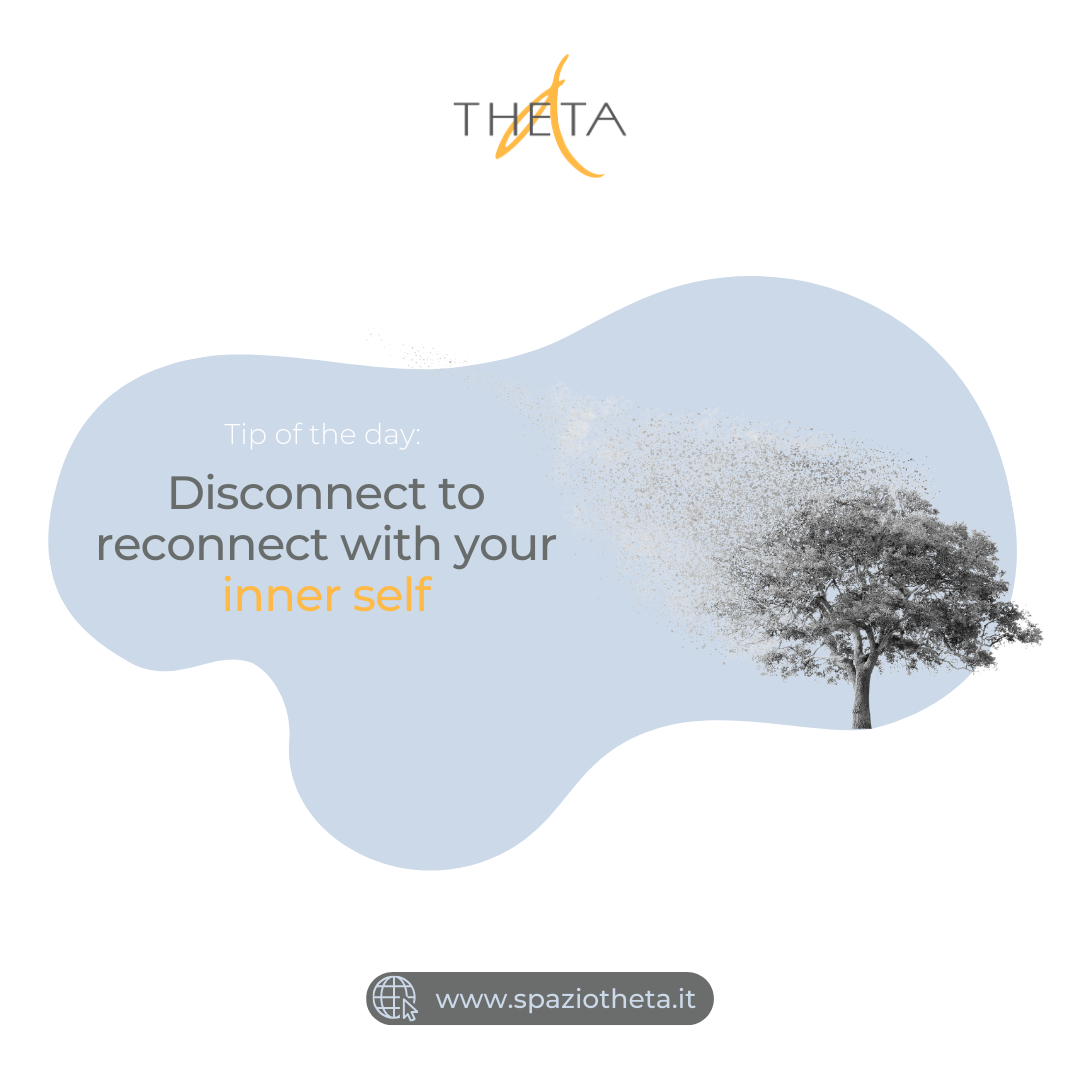 THETA
Tip of the day:
Disconnect to
reconnect with your
inner self
www.spaziotheta.it